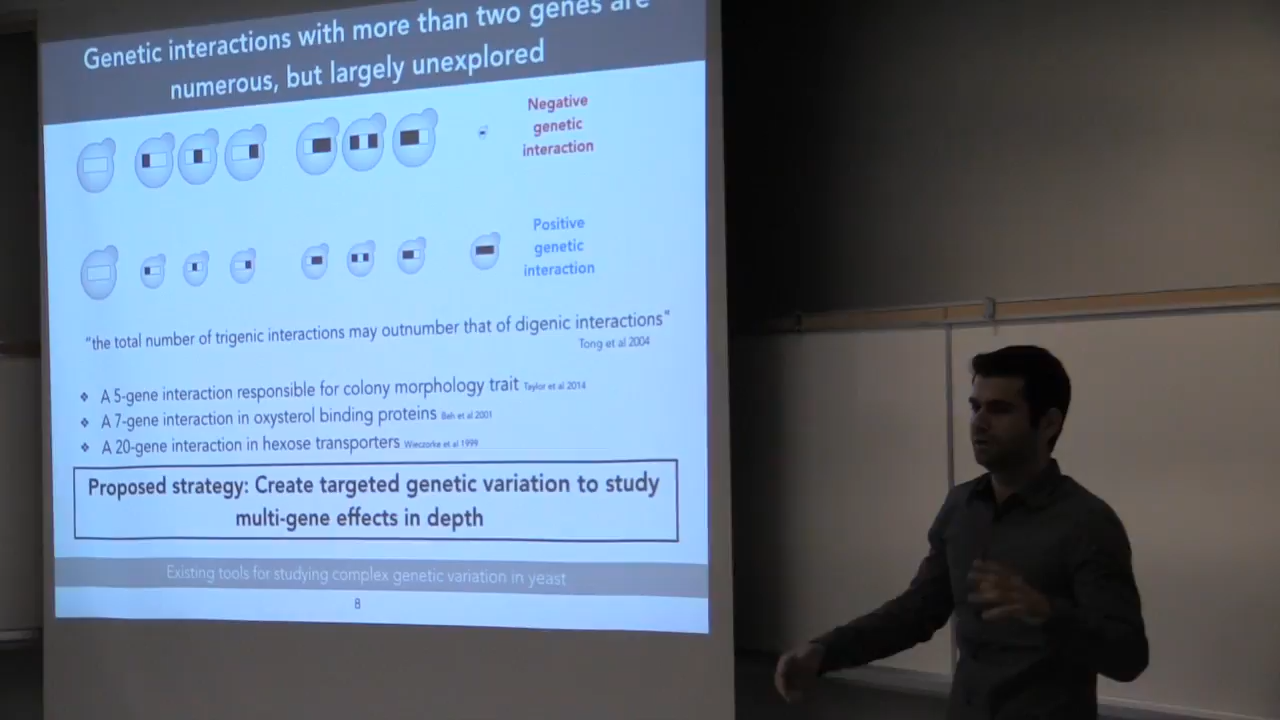 Genetic interactions with more than two genes are
numerous, but largely unexplored
Negative
genetic
interaction
Positive
genetic
interaction
"the total number of trigenic interactions may outnumber that of digenic interactions"
Tong et al 2004
❖ A 5-gene interaction responsible for colony morphology trait Taylor et al 2014
❖ A 7-gene interaction in oxysterol binding proteins Beh et al 2001
❖ A 20-gene interaction in hexose transporters Wieczorke et al 1999
Proposed strategy: Create targeted genetic variation to study
multi-gene effects in depth
Existing tools for studying complex genetic variation in yeast
8